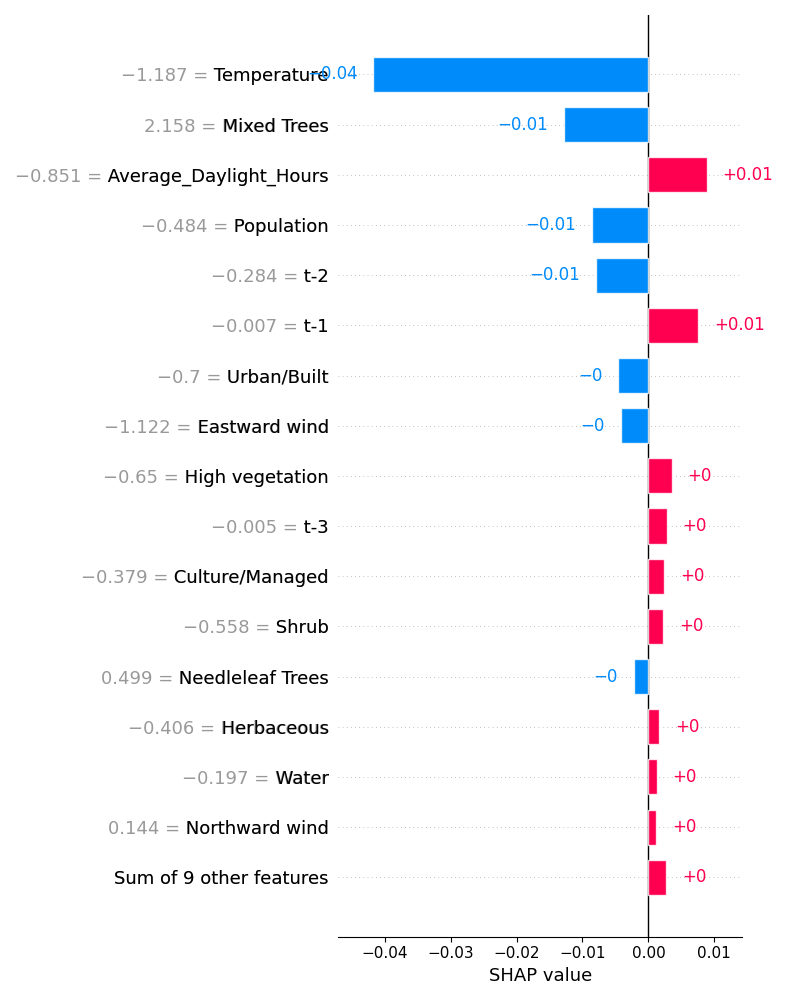 −1.187 = Temperature −0.04
2.158 = Mixed Trees −0.01
−0.851 = Average_Daylight_Hours +0.01
−0.484 = Population −0.01
−0.284 = t-2 −0.01
−0.007 = t-1 +0.01
−0.7 = Urban/Built −0
−1.122 = Eastward wind −0
−0.65 = High vegetation +0
−0.005 = t-3 +0
−0.379 = Culture/Managed +0
−0.558 = Shrub +0
0.499 = Needleleaf Trees −0
−0.406 = Herbaceous +0
−0.197 = Water +0
0.144 = Northward wind +0
Sum of 9 other features +0
−0.04 −0.03 −0.02 −0.01 0.00 0.01
SHAP value